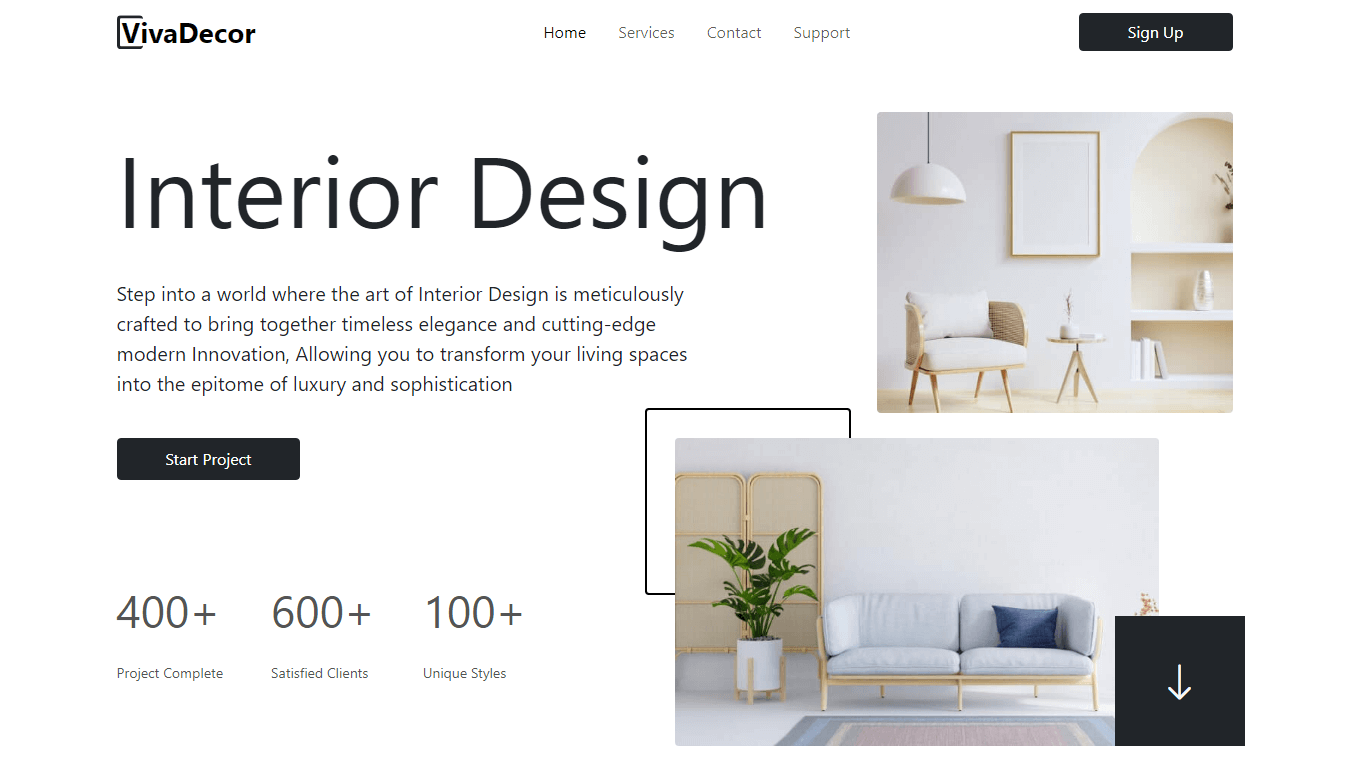 VivaDecor
Home
Services
Contact
Support
Sign Up
Interior Design
Step into a world where the art of Interior Design is meticulously
crafted to bring together timeless elegance and cutting-edge
modern Innovation, Allowing you to transform your living spaces
into the epitome of luxury and sophistication
Start Project
400+
600+
100+
Project Complete
Satisfied Clients
Unique Styles